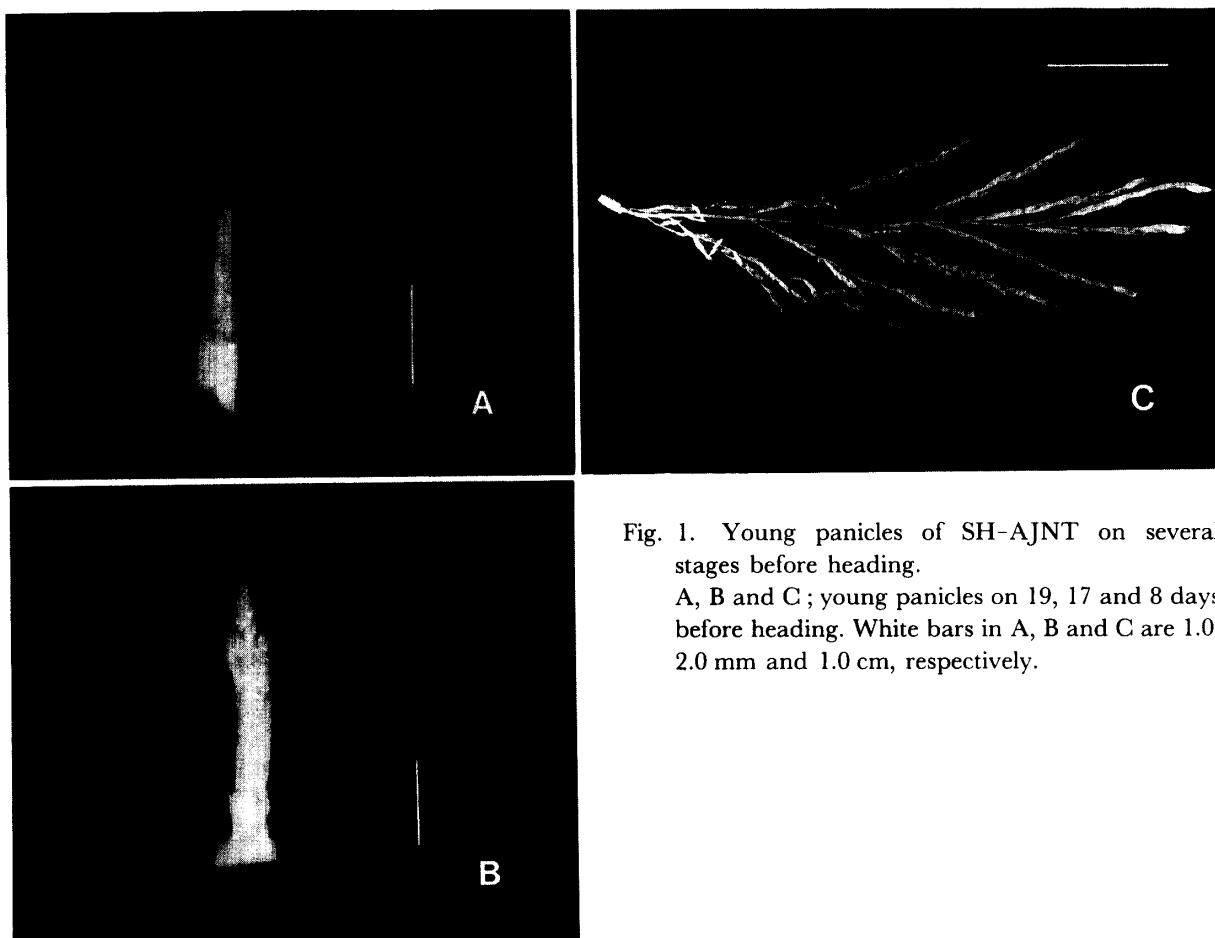 A
C
B
Fig. 1. Young panicles of SH-AJNT on several
stages before heading.
A, B and C ; young panicles on 19, 17 and 8 days
before heading. White bars in A, B and C are 1.0
2.0 mm and 1.0 cm, respectively.